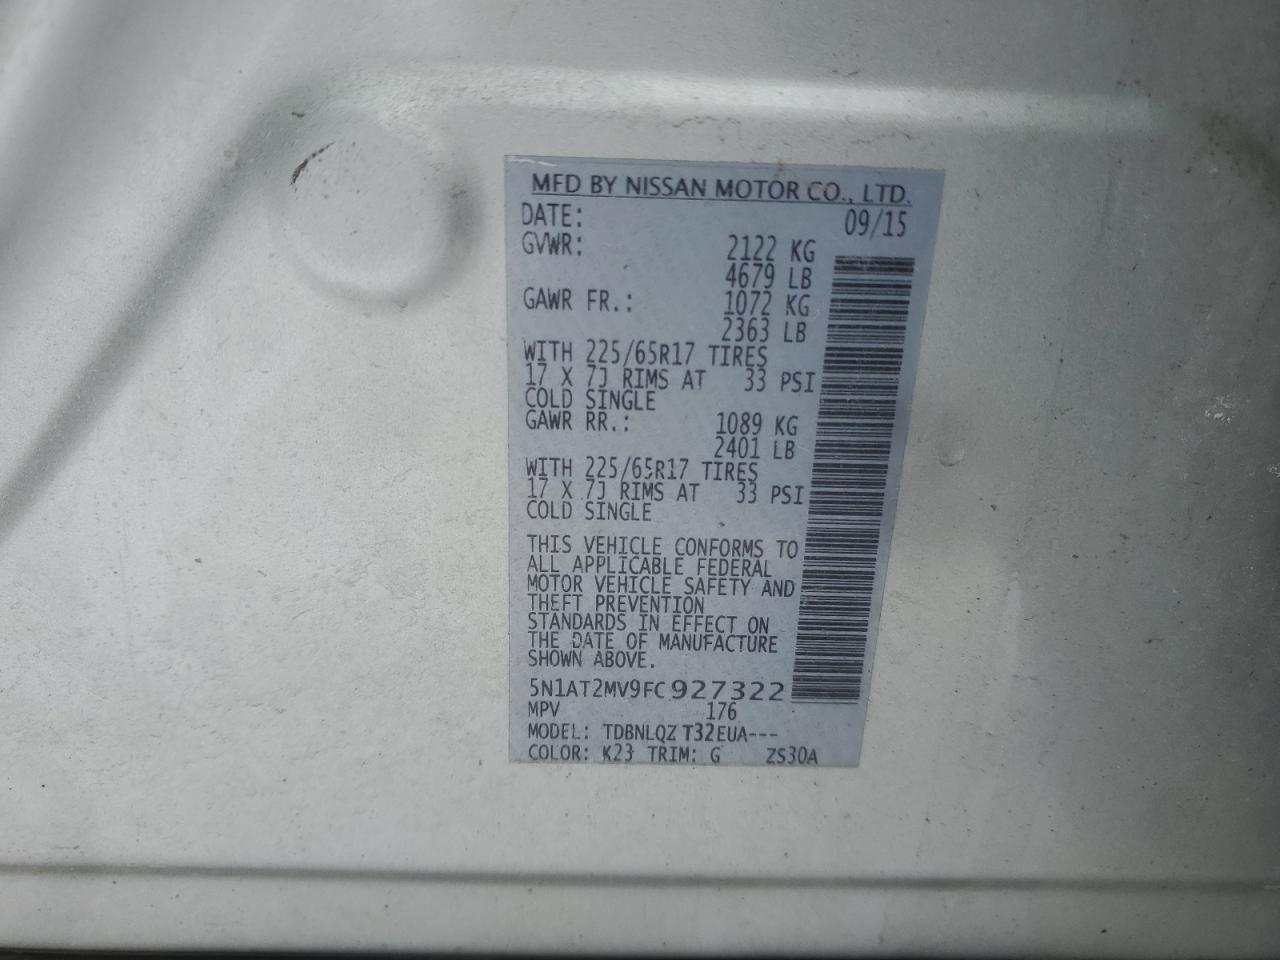 MFD BY NISSAN MOTOR CO., LTD.
DATE: 09/15
GVWR: 2122 KG
4679 LB
GAWR FR.: 1072 KG
2363 LB
WITH 225/65R17 TIRES
17 X 7J RIMS AT 33 PSI
COLD SINGLE
GAWR RR.: 1089 KG
2401 LB
WITH 225/65R17 TIRES
17 X 7J RIMS AT 33 PSI
COLD SINGLE
THIS VEHICLE CONFORMS TO
ALL APPLICABLE FEDERAL
MOTOR VEHICLE SAFETY AND
THEFT PREVENTION
STANDARDS IN EFFECT ON
THE DATE OF MANUFACTURE
SHOWN ABOVE.
5N1AT2MV9FC927322
MPV 176
MODEL: TDBNLQZ T32EUA---
COLOR: K23 TRIM: G ZS30A